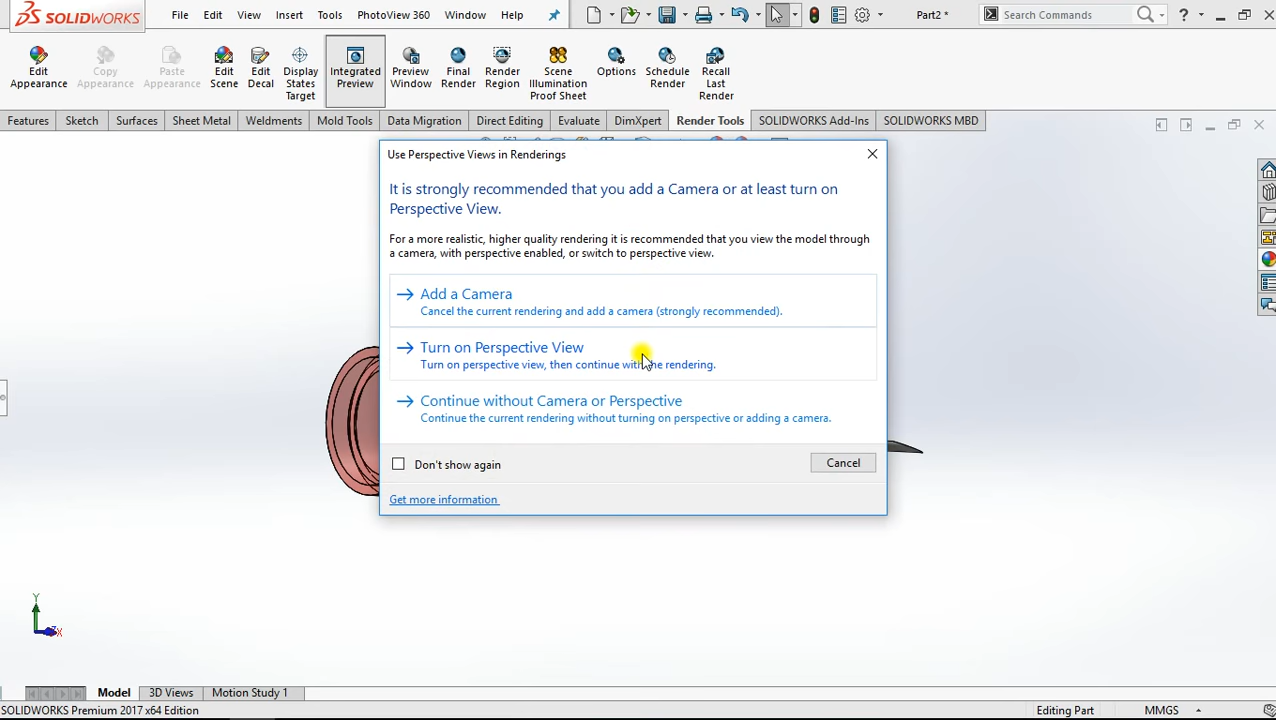 SOLIDWORKS File Edit View Insert Tools PhotoView 360 Window Help Part2 * Search Commands ?
Edit Appearance
Copy Appearance
Paste Appearance
Edit Scene
Edit Decal
Display States Target
Integrated Preview
Preview Window
Final Render
Render Region
Scene Illumination Proof Sheet
Options
Schedule Render
Recall Last Render
Features Sketch Surfaces Sheet Metal Weldments Mold Tools Data Migration Direct Editing Evaluate DimXpert Render Tools SOLIDWORKS Add-Ins SOLIDWORKS MBD
Use Perspective Views in Renderings
It is strongly recommended that you add a Camera or at least turn on
Perspective View.
For a more realistic, higher quality rendering it is recommended that you view the model through
a camera, with perspective enabled, or switch to perspective view.
Add a Camera
Cancel the current rendering and add a camera (strongly recommended).
Turn on Perspective View
Turn on perspective view, then continue with the rendering.
Continue without Camera or Perspective
Continue the current rendering without turning on perspective or adding a camera.
Don't show again Cancel
Get more information
Y
X
Model 3D Views Motion Study 1
SOLIDWORKS Premium 2017 x64 Edition Editing Part MMGS